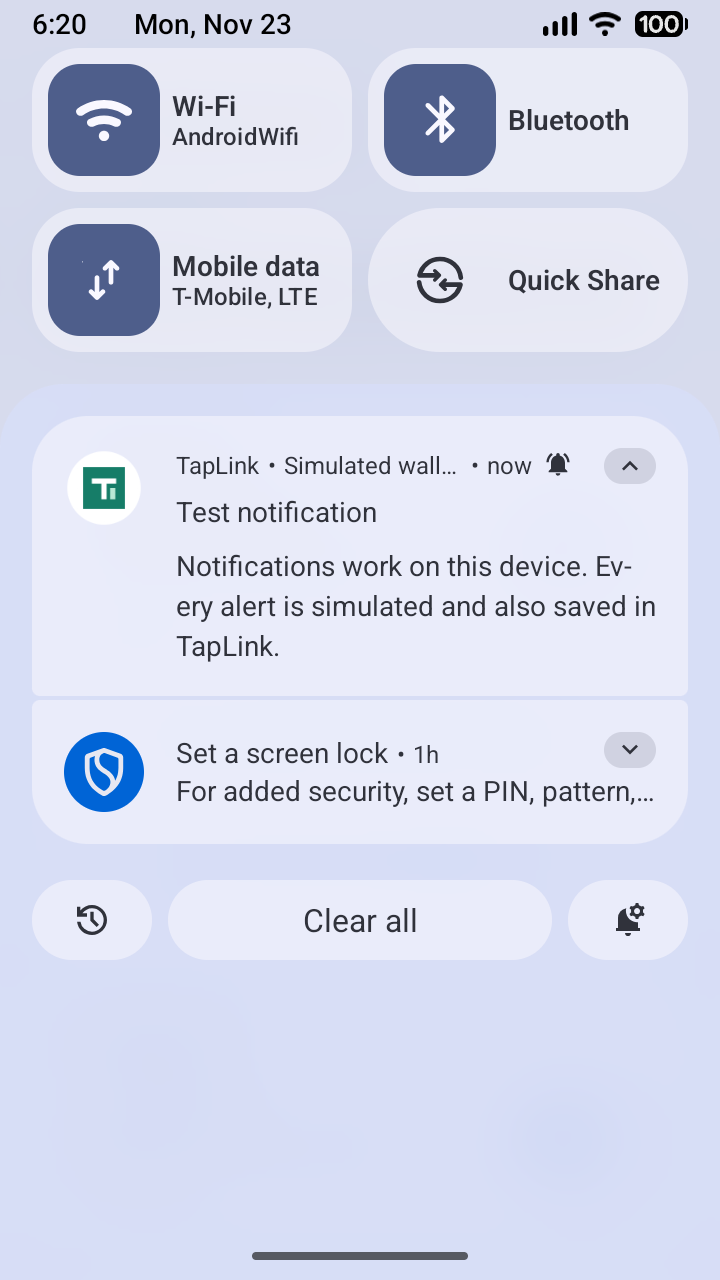 6:20 Mon, Nov 23 100
Wi-Fi
AndroidWifi
Bluetooth
Mobile data
T-Mobile, LTE
Quick Share
TapLink • Simulated wall… • now
Test notification
Notifications work on this device. Ev-
ery alert is simulated and also saved in
TapLink.
Set a screen lock • 1h
For added security, set a PIN, pattern,…
Clear all